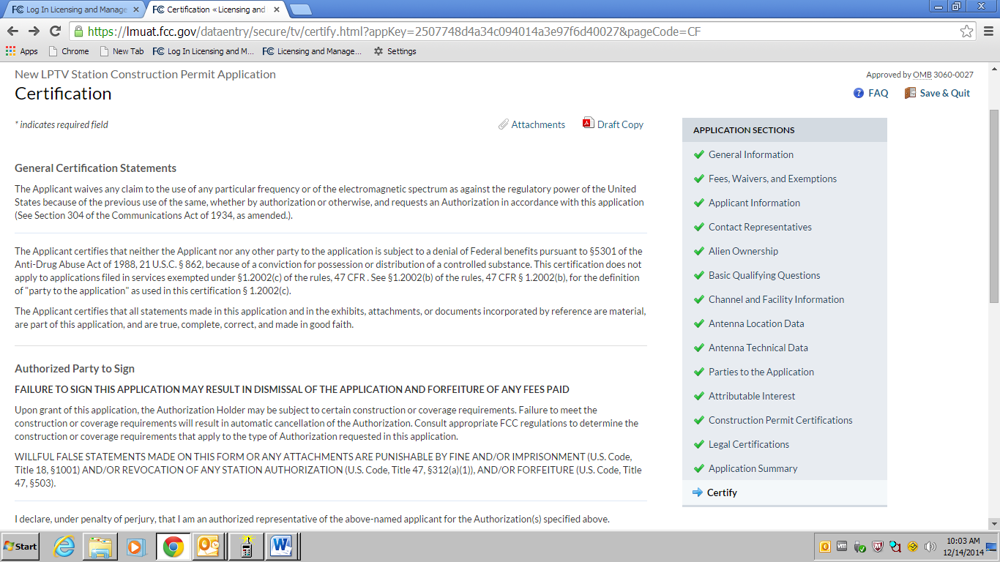 Log In Licensing and Manage
Certification « Licensing and
https://lmuat.fcc.gov/dataentry/secure/tv/certify.html?appKey=2507748d4a34c094014a3e97f6d40027&pageCode=CF
Apps Chrome New Tab Log In Licensing and M... Licensing and Manage... Settings
New LPTV Station Construction Permit Application
Approved by OMB 3060-0027
Certification
FAQ Save & Quit
* indicates required field
Attachments Draft Copy
General Certification Statements
The Applicant waives any claim to the use of any particular frequency or of the electromagnetic spectrum as against the regulatory power of the United
States because of the previous use of the same, whether by authorization or otherwise, and requests an Authorization in accordance with this application
(See Section 304 of the Communications Act of 1934, as amended.).
The Applicant certifies that neither the Applicant nor any other party to the application is subject to a denial of Federal benefits pursuant to §5301 of the
Anti-Drug Abuse Act of 1988, 21 U.S.C. § 862, because of a conviction for possession or distribution of a controlled substance. This certification does not
apply to applications filed in services exempted under §1.2002(c) of the rules, 47 CFR . See §1.2002(b) of the rules, 47 CFR § 1.2002(b), for the definition
of "party to the application" as used in this certification § 1.2002(c).
The Applicant certifies that all statements made in this application and in the exhibits, attachments, or documents incorporated by reference are material,
are part of this application, and are true, complete, correct, and made in good faith.
Authorized Party to Sign
FAILURE TO SIGN THIS APPLICATION MAY RESULT IN DISMISSAL OF THE APPLICATION AND FORFEITURE OF ANY FEES PAID
Upon grant of this application, the Authorization Holder may be subject to certain construction or coverage requirements. Failure to meet the
construction or coverage requirements will result in automatic cancellation of the Authorization. Consult appropriate FCC regulations to determine the
construction or coverage requirements that apply to the type of Authorization requested in this application.
WILLFUL FALSE STATEMENTS MADE ON THIS FORM OR ANY ATTACHMENTS ARE PUNISHABLE BY FINE AND/OR IMPRISONMENT (U.S. Code,
Title 18, §1001) AND/OR REVOCATION OF ANY STATION AUTHORIZATION (U.S. Code, Title 47, §312(a)(1)), AND/OR FORFEITURE (U.S. Code, Title
47, §503).
I declare, under penalty of perjury, that I am an authorized representative of the above-named applicant for the Authorization(s) specified above.
APPLICATION SECTIONS
General Information
Fees, Waivers, and Exemptions
Applicant Information
Contact Representatives
Alien Ownership
Basic Qualifying Questions
Channel and Facility Information
Antenna Location Data
Antenna Technical Data
Parties to the Application
Attributable Interest
Construction Permit Certifications
Legal Certifications
Application Summary
Certify
Start
10:03 AM
12/14/2014